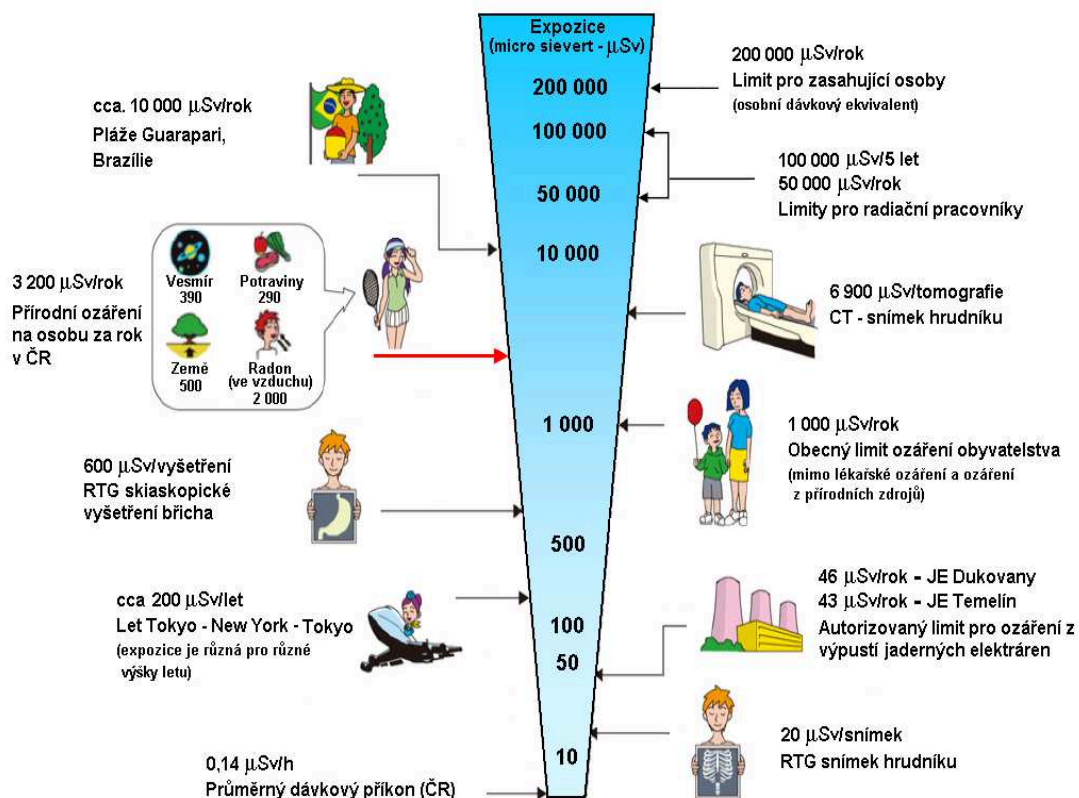 Expozice
(micro sievert - µSv)
200 000
100 000
50 000
10 000
1 000
500
100
50
10
cca. 10 000 µSv/rok
Pláže Guarapari,
Brazílie
3 200 µSv/rok
Přírodní ozáření
na osobu za rok
v ČR
Vesmír
390
Potraviny
290
Země
500
Radon
(ve vzduchu)
2 000
600 µSv/vyšetření
RTG skiaskopické
vyšetření břicha
cca 200 µSv/let
Let Tokyo - New York - Tokyo
(expozice je různá pro různé
výšky letu)
0,14 µSv/h
Průměrný dávkový příkon (ČR)
200 000 µSv/rok
Limit pro zasahující osoby
(osobní dávkový ekvivalent)
100 000 µSv/5 let
50 000 µSv/rok
Limity pro radiační pracovníky
6 900 µSv/tomografie
CT - snímek hrudníku
1 000 µSv/rok
Obecný limit ozáření obyvatelstva
(mimo lékařské ozáření a ozáření
z přírodních zdrojů)
46 µSv/rok - JE Dukovany
43 µSv/rok - JE Temelín
Autorizovaný limit pro ozáření z
výpustí jaderných elektráren
20 µSv/snímek
RTG snímek hrudníku